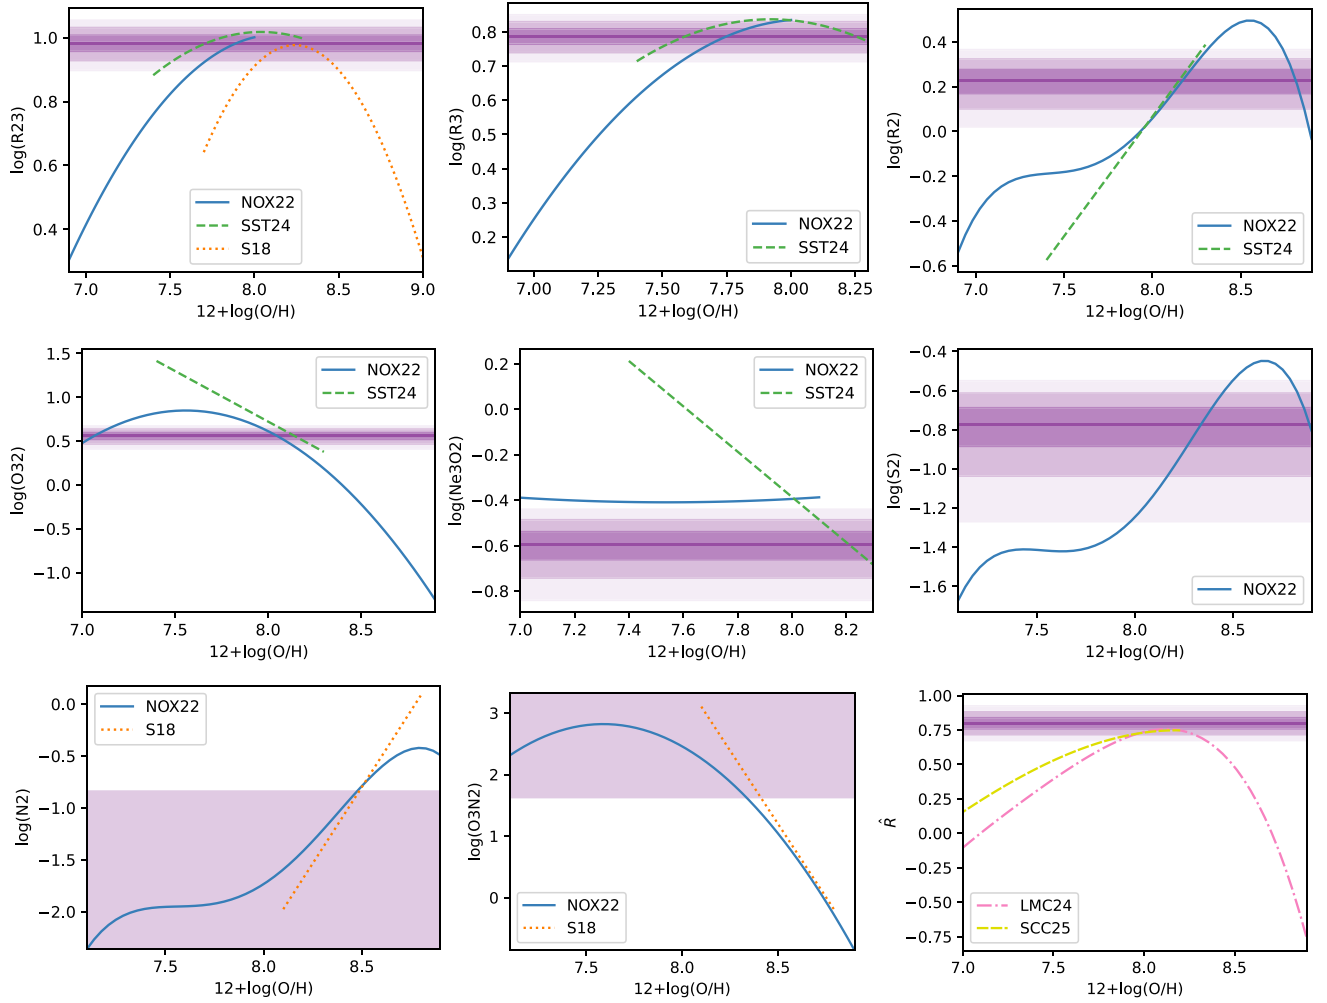 log(R23)
1.0
0.8
0.6
0.4
NOX22
SST24
S18
7.0 7.5 8.0 8.5 9.0
12+log(O/H)
log(R3)
0.8
0.7
0.6
0.5
0.4
0.3
0.2
NOX22
SST24
7.00 7.25 7.50 7.75 8.00 8.25
12+log(O/H)
log(R2)
0.4
0.2
0.0
−0.2
−0.4
−0.6
NOX22
SST24
7.0 7.5 8.0 8.5
12+log(O/H)
log(O32)
1.5
1.0
0.5
0.0
−0.5
−1.0
NOX22
SST24
7.0 7.5 8.0 8.5
12+log(O/H)
log(Ne3O2)
0.2
0.0
−0.2
−0.4
−0.6
−0.8
NOX22
SST24
7.0 7.2 7.4 7.6 7.8 8.0 8.2
12+log(O/H)
log(S2)
−0.4
−0.6
−0.8
−1.0
−1.2
−1.4
−1.6
NOX22
7.5 8.0 8.5
12+log(O/H)
log(N2)
0.0
−0.5
−1.0
−1.5
−2.0
NOX22
S18
7.5 8.0 8.5
12+log(O/H)
log(O3N2)
3
2
1
0
NOX22
S18
7.5 8.0 8.5
12+log(O/H)
R̂
1.00
0.75
0.50
0.25
0.00
−0.25
−0.50
−0.75
LMC24
SCC25
7.0 7.5 8.0 8.5
12+log(O/H)